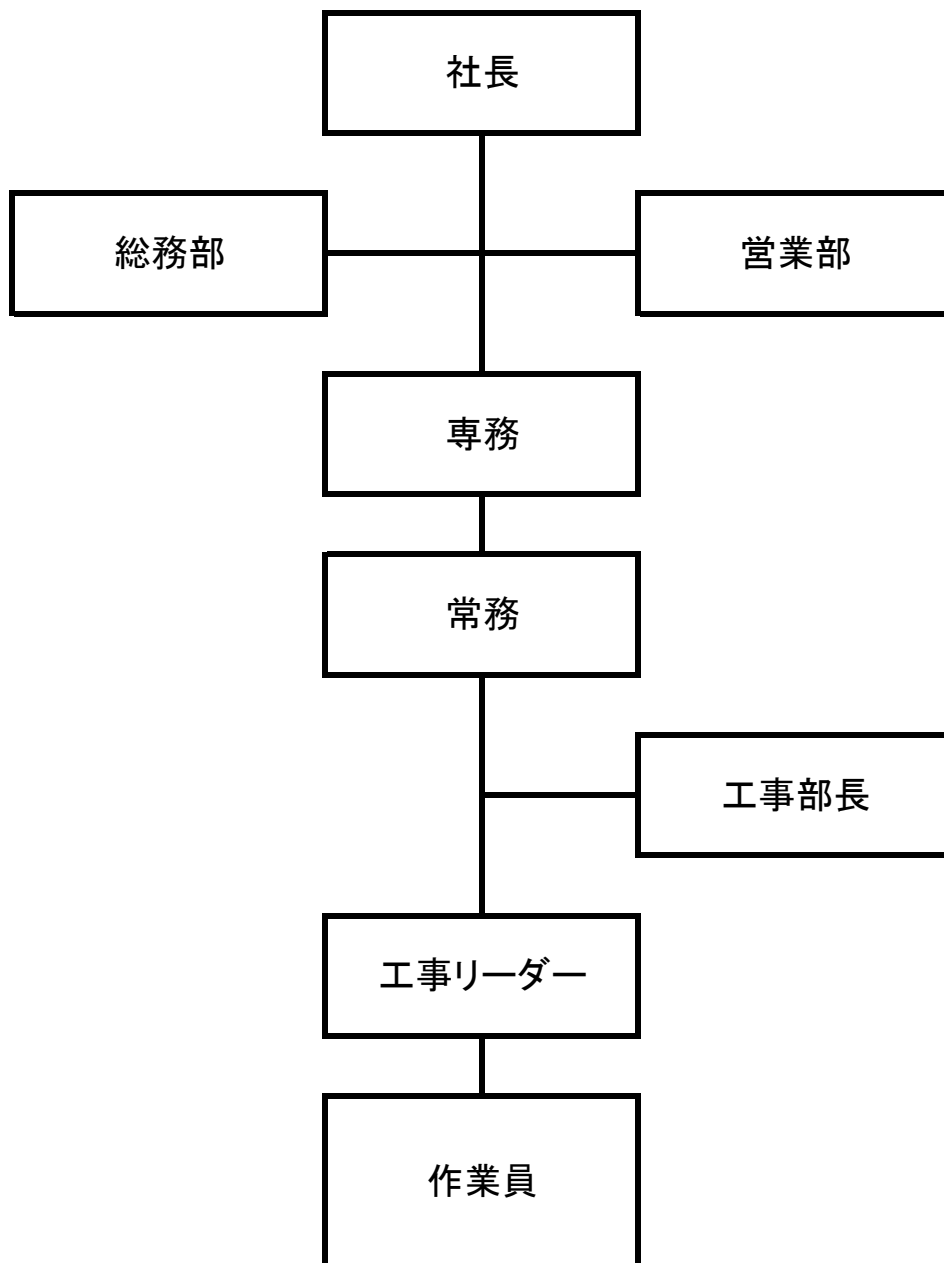 社長
総務部
営業部
専務
常務
工事部長
工事リーダー
作業員